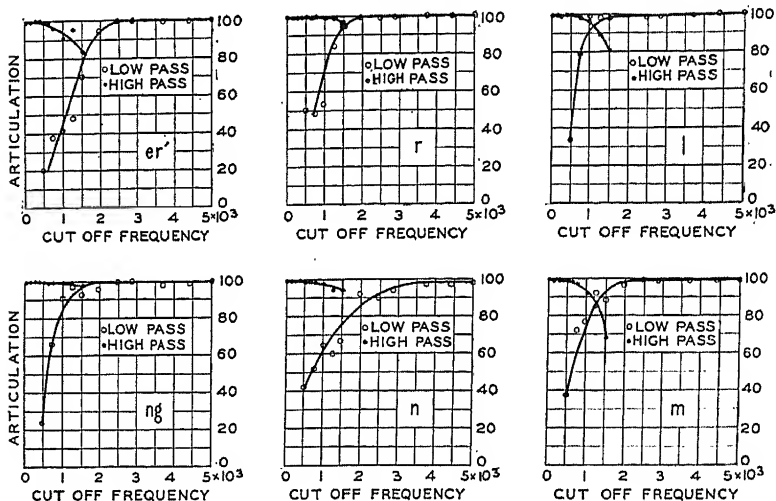 ARTICULATION
100
80
60
40
20
0
○ LOW PASS
• HIGH PASS
er'
0 1 2 3 4 5×10³
CUT OFF FREQUENCY
100
80
60
40
20
0
○ LOW PASS
• HIGH PASS
r
0 1 2 3 4 5×10³
CUT OFF FREQUENCY
100
80
60
40
20
0
○ LOW PASS
• HIGH PASS
l
0 1 2 3 4 5×10³
CUT OFF FREQUENCY
ARTICULATION
100
80
60
40
20
0
○ LOW PASS
• HIGH PASS
ng
0 1 2 3 4 5×10³
CUT OFF FREQUENCY
100
80
60
40
20
0
○ LOW PASS
• HIGH PASS
n
0 1 2 3 4 5×10³
CUT OFF FREQUENCY
100
80
60
40
20
0
○ LOW PASS
• HIGH PASS
m
0 1 2 3 4 5×10³
CUT OFF FREQUENCY